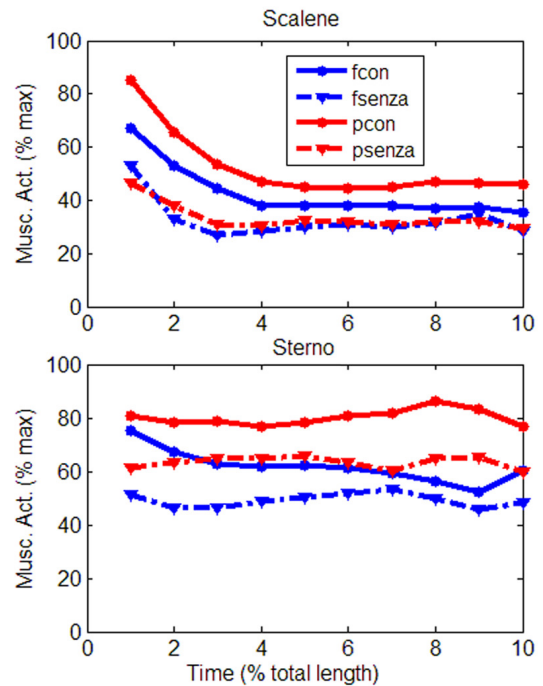 Scalene
100
80
60
40
20
0
Musc. Act. (% max)
fcon
fsenza
pcon
psenza
0 2 4 6 8 10
Sterno
100
80
60
40
20
0
Musc. Act. (% max)
0 2 4 6 8 10
Time (% total length)